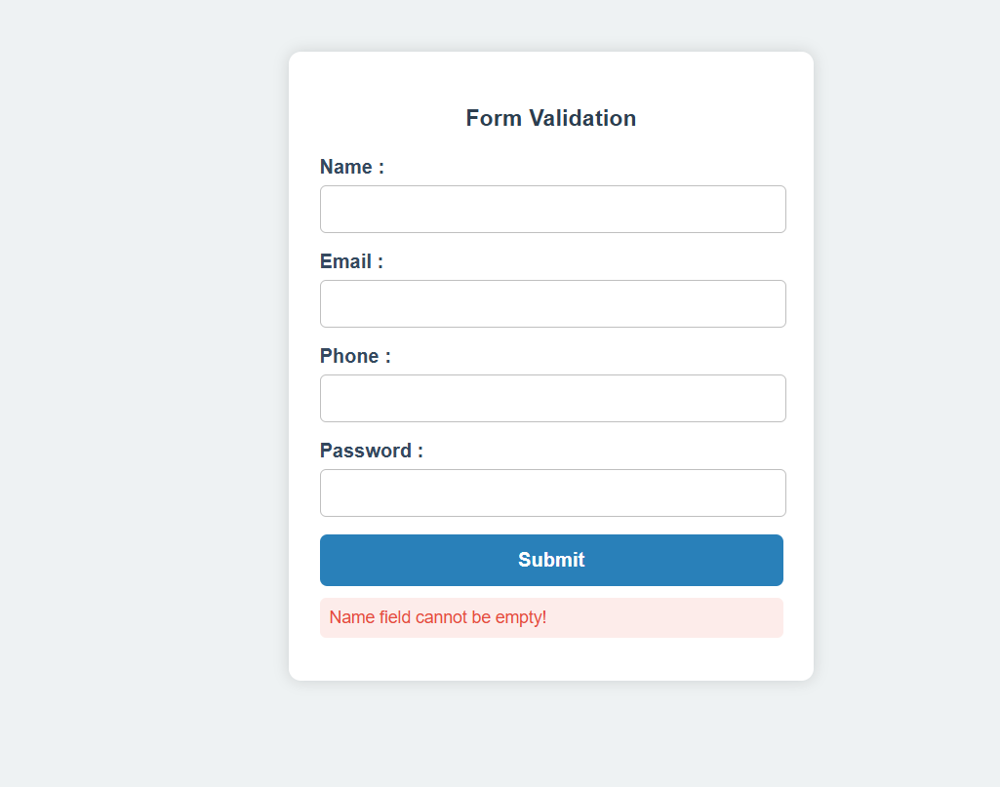 Form Validation
Name :
Email :
Phone :
Password :
Submit
Name field cannot be empty!